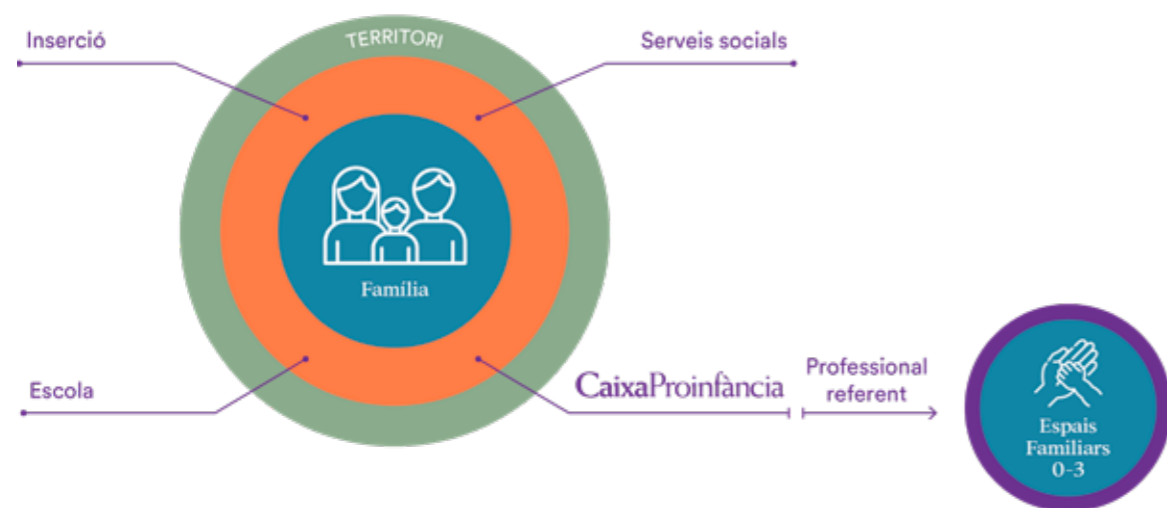 Inserció
TERRITORI
Serveis socials
Família
Escola
CaixaProinfància
Professional
referent
Espais
Familiars
0-3